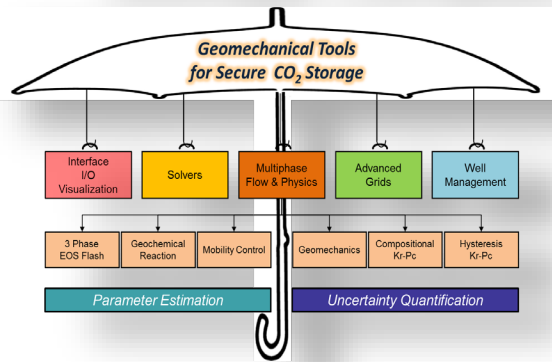 Geomechanical Tools
for Secure CO2 Storage
Interface
I/O
Visualization
Solvers
Multiphase
Flow & Physics
Advanced
Grids
Well
Management
3 Phase
EOS Flash
Geochemical
Reaction
Mobility Control
Geomechanics
Compositional
Kr-Pc
Hysteresis
Kr-Pc
Parameter Estimation
Uncertainty Quantification